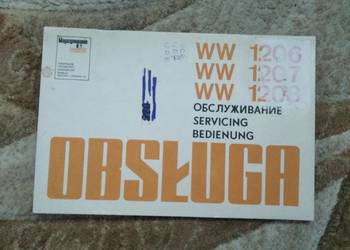 WW 1206
WW 1207
WW 1208
ОБСЛУЖИВАНИЕ
SERVICING
BEDIENUNG
OBSŁUGA